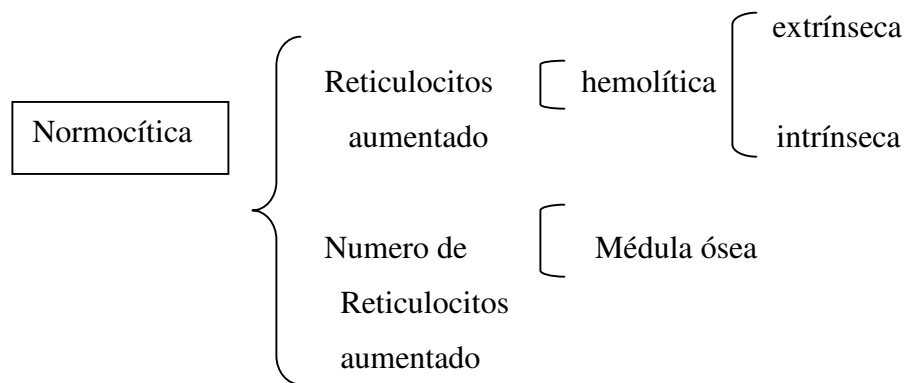 Normocítica
Reticulocitos
aumentado
hemolítica
extrínseca
intrínseca
Numero de
Reticulocitos
aumentado
Médula ósea